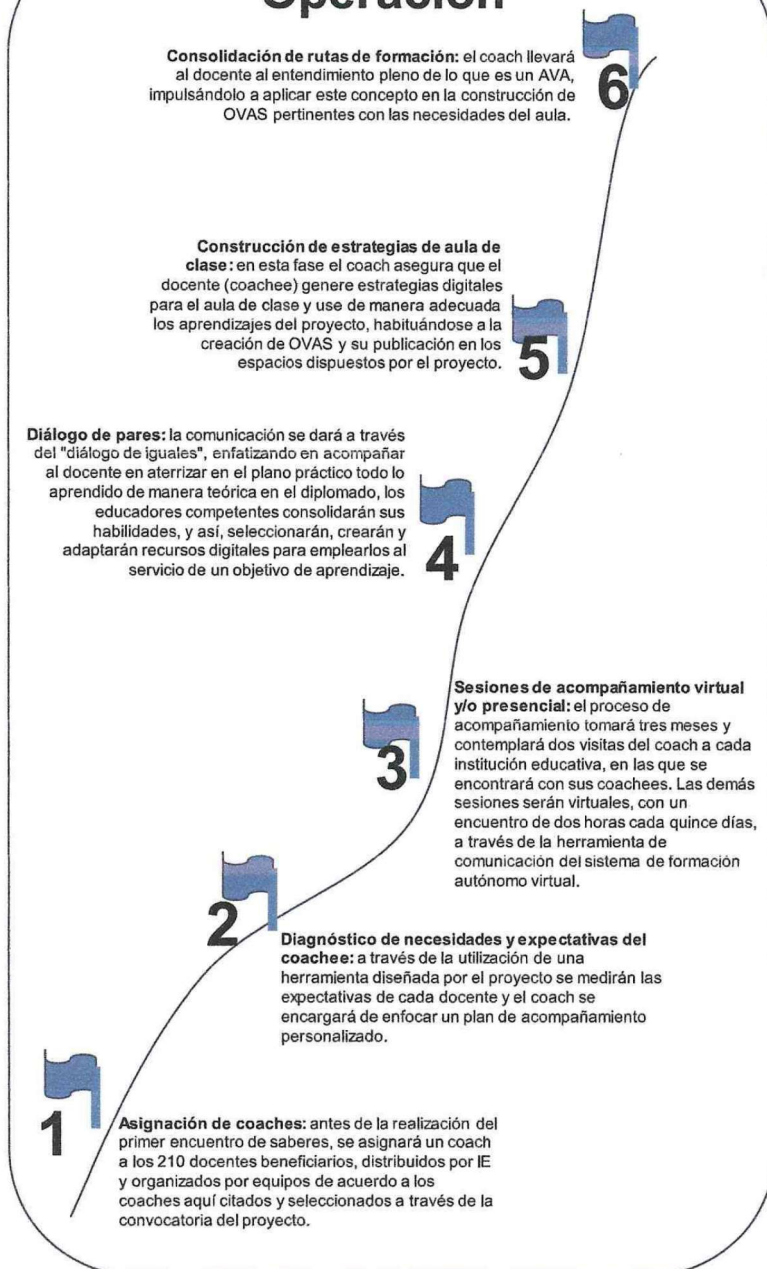 Operación
Consolidación de rutas de formación: el coach llevará
al docente al entendimiento pleno de lo que es un AVA,
impulsándolo a aplicar este concepto en la construcción de
OVAS pertinentes con las necesidades del aula.
6
Construcción de estrategias de aula de
clase: en esta fase el coach asegura que el
docente (coachee) genere estrategias digitales
para el aula de clase y use de manera adecuada
los aprendizajes del proyecto, habituándose a la
creación de OVAS y su publicación en los
espacios dispuestos por el proyecto.
5
Diálogo de pares: la comunicación se dará a través
del "diálogo de iguales", enfatizando en acompañar
al docente en aterrizar en el plano práctico todo lo
aprendido de manera teórica en el diplomado, los
educadores competentes consolidarán sus
habilidades, y así, seleccionarán, crearán y
adaptarán recursos digitales para emplearlos al
servicio de un objetivo de aprendizaje.
4
Sesiones de acompañamiento virtual
y/o presencial: el proceso de
acompañamiento tomará tres meses y
contemplará dos visitas del coach a cada
institución educativa, en las que se
encontrará con sus coachees. Las demás
sesiones serán virtuales, con un
encuentro de dos horas cada quince días,
a través de la herramienta de
comunicación del sistema de formación
autónomo virtual.
3
2
Diagnóstico de necesidades y expectativas del
coachee: a través de la utilización de una
herramienta diseñada por el proyecto se medirán las
expectativas de cada docente y el coach se
encargará de enfocar un plan de acompañamiento
personalizado.
1
Asignación de coaches: antes de la realización del
primer encuentro de saberes, se asignará un coach
a los 210 docentes beneficiarios, distribuidos por IE
y organizados por equipos de acuerdo a los
coaches aquí citados y seleccionados a través de la
convocatoria del proyecto.